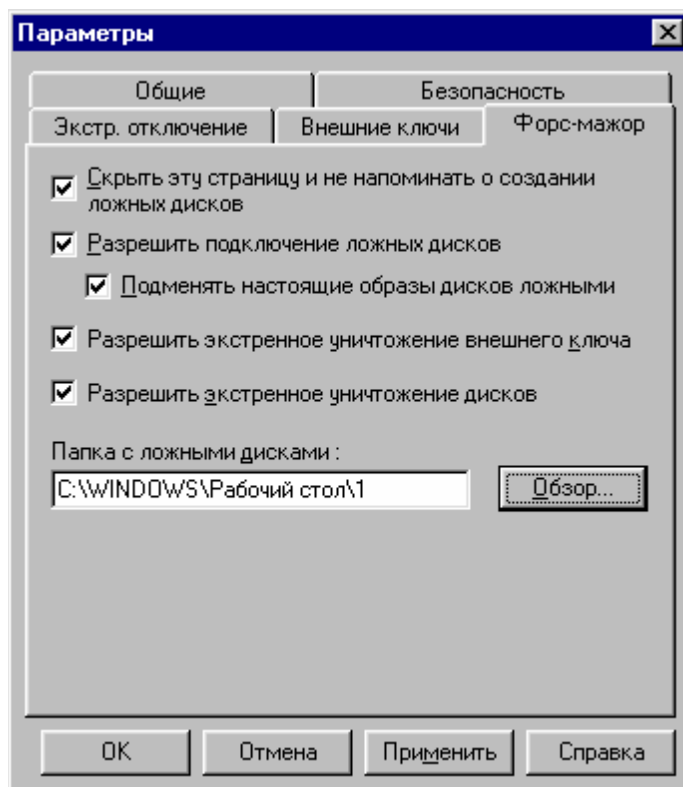 Параметры
Общие
Безопасность
Экстр. отключение
Внешние ключи
Форс-мажор
Скрыть эту страницу и не напоминать о создании
ложных дисков
Разрешить подключение ложных дисков
Подменять настоящие образы дисков ложными
Разрешить экстренное уничтожение внешнего ключа
Разрешить экстренное уничтожение дисков
Папка с ложными дисками :
C:\WINDOWS\Рабочий стол\1
Обзор...
OK
Отмена
Применить
Справка